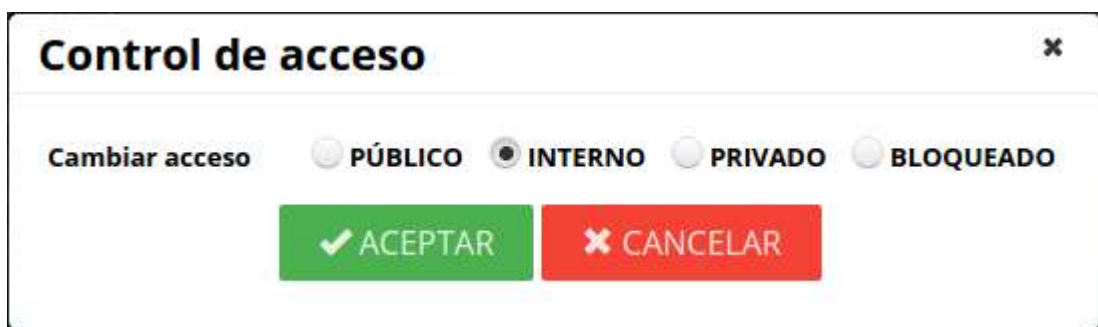 Control de acceso
Cambiar acceso PÚBLICO INTERNO PRIVADO BLOQUEADO
ACEPTAR CANCELAR